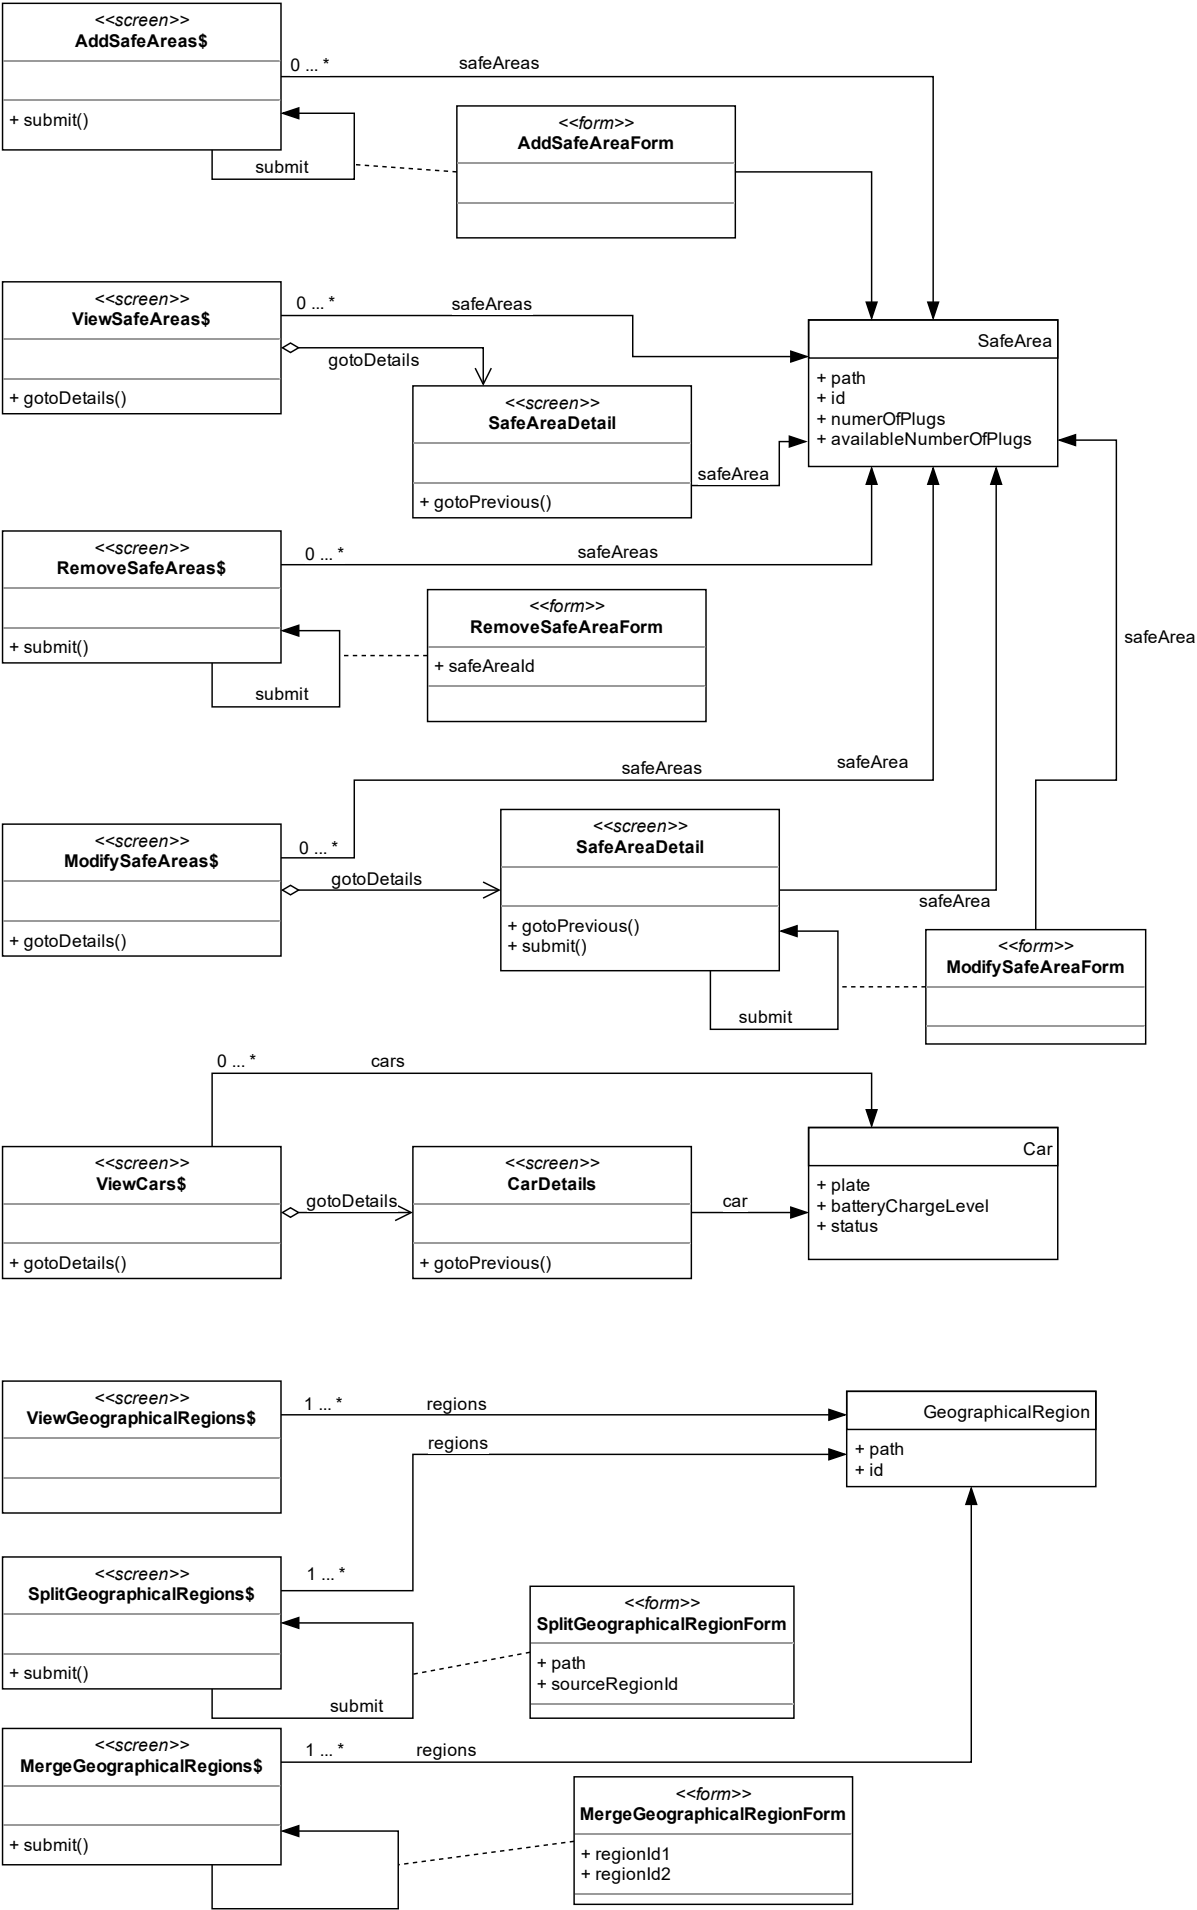 <<screen>>
AddSafeAreas$
+ submit()
0 ... *
safeAreas
submit
<<form>>
AddSafeAreaForm
<<screen>>
ViewSafeAreas$
+ gotoDetails()
0 ... *
safeAreas
gotoDetails
<<screen>>
SafeAreaDetail
+ gotoPrevious()
safeArea
SafeArea
+ path
+ id
+ numerOfPlugs
+ availableNumberOfPlugs
<<screen>>
RemoveSafeAreas$
+ submit()
0 ... *
safeAreas
submit
<<form>>
RemoveSafeAreaForm
+ safeAreaId
safeArea
safeAreas
safeArea
<<screen>>
ModifySafeAreas$
+ gotoDetails()
0 ... *
gotoDetails
<<screen>>
SafeAreaDetail
+ gotoPrevious()
+ submit()
safeArea
submit
<<form>>
ModifySafeAreaForm
0 ... *
cars
<<screen>>
ViewCars$
+ gotoDetails()
gotoDetails
<<screen>>
CarDetails
+ gotoPrevious()
car
Car
+ plate
+ batteryChargeLevel
+ status
<<screen>>
ViewGeographicalRegions$
1 ... *
regions
regions
GeographicalRegion
+ path
+ id
<<screen>>
SplitGeographicalRegions$
+ submit()
1 ... *
submit
<<form>>
SplitGeographicalRegionForm
+ path
+ sourceRegionId
<<screen>>
MergeGeographicalRegions$
+ submit()
1 ... *
regions
<<form>>
MergeGeographicalRegionForm
+ regionId1
+ regionId2